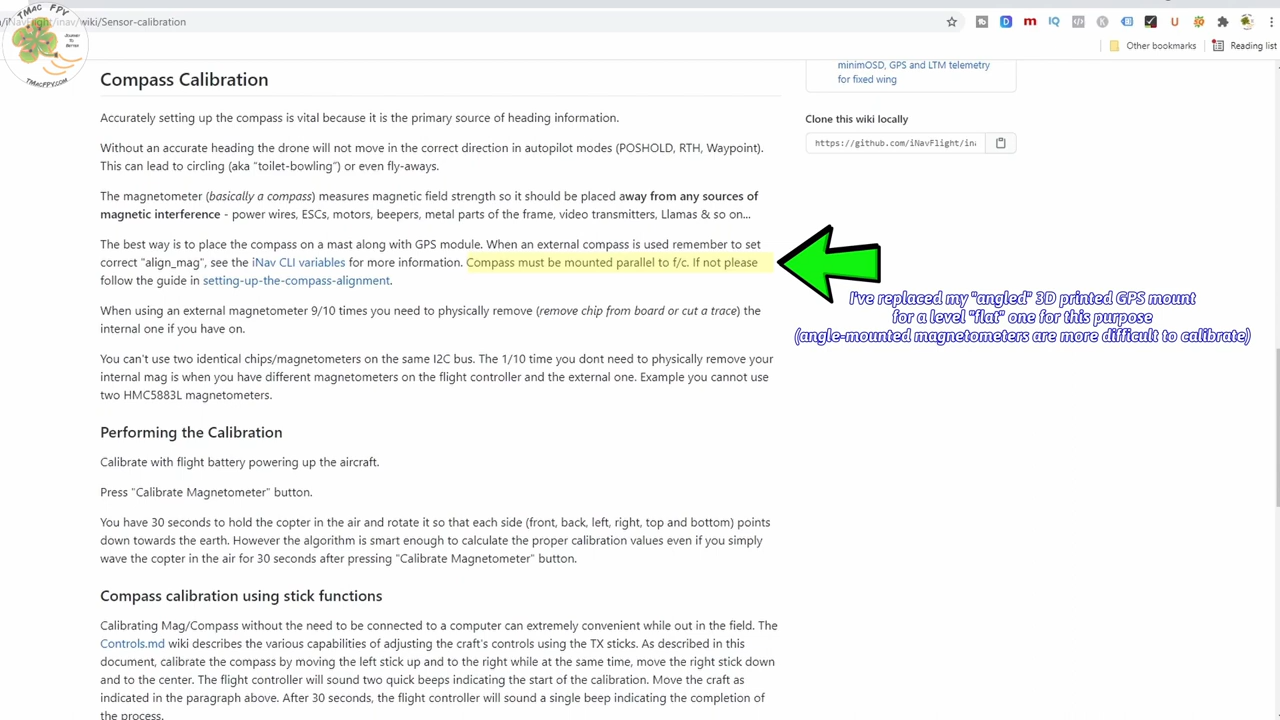 /iNavFlight/inav/wiki/Sensor-calibration
Other bookmarks
Reading list
TMAC FPV
JOURNEY
TO
BETTER
TMACFPV.COM
minimOSD, GPS and LTM telemetry
for fixed wing
Clone this wiki locally
https://github.com/iNavFlight/in
Compass Calibration
Accurately setting up the compass is vital because it is the primary source of heading information.
Without an accurate heading the drone will not move in the correct direction in autopilot modes (POSHOLD, RTH, Waypoint).
This can lead to circling (aka "toilet-bowling") or even fly-aways.
The magnetometer (basically a compass) measures magnetic field strength so it should be placed away from any sources of
magnetic interference - power wires, ESCs, motors, beepers, metal parts of the frame, video transmitters, Llamas & so on...
The best way is to place the compass on a mast along with GPS module. When an external compass is used remember to set
correct "align_mag", see the iNav CLI variables for more information. Compass must be mounted parallel to f/c. If not please
follow the guide in setting-up-the-compass-alignment.
I've replaced my "angled" 3D printed GPS mount
for a level "flat" one for this purpose
(angle-mounted magnetometers are more difficult to calibrate)
When using an external magnetometer 9/10 times you need to physically remove (remove chip from board or cut a trace) the
internal one if you have on.
You can't use two identical chips/magnetometers on the same I2C bus. The 1/10 time you dont need to physically remove your
internal mag is when you have different magnetometers on the flight controller and the external one. Example you cannot use
two HMC5883L magnetometers.
Performing the Calibration
Calibrate with flight battery powering up the aircraft.
Press "Calibrate Magnetometer" button.
You have 30 seconds to hold the copter in the air and rotate it so that each side (front, back, left, right, top and bottom) points
down towards the earth. However the algorithm is smart enough to calculate the proper calibration values even if you simply
wave the copter in the air for 30 seconds after pressing "Calibrate Magnetometer" button.
Compass calibration using stick functions
Calibrating Mag/Compass without the need to be connected to a computer can extremely convenient while out in the field. The
Controls.md wiki describes the various capabilities of adjusting the craft's controls using the TX sticks. As described in this
document, calibrate the compass by moving the left stick up and to the right while at the same time, move the right stick down
and to the center. The flight controller will sound two quick beeps indicating the start of the calibration. Move the craft as
indicated in the paragraph above. After 30 seconds, the flight controller will sound a single beep indicating the completion of
the process.